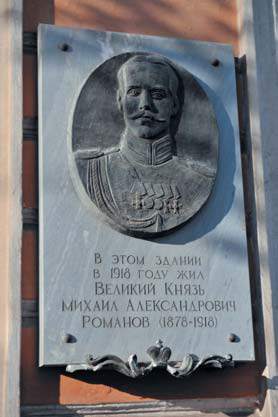 В этом здании
в 1918 году жил
Великий Князь
Михаил Александрович
Романов (1878-1918)